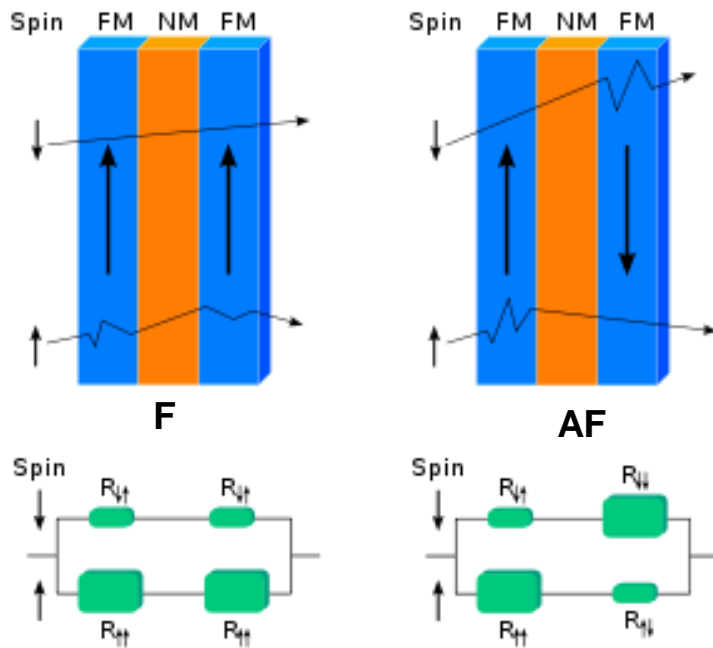 Spin FM NM FM
Spin FM NM FM
F
AF
Spin
R↓↑ R↓↑
R↑↑ R↑↑
Spin
R↓↑ R↓↓
R↑↑ R↑↓